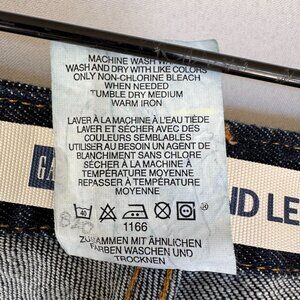 MACHINE WASH WA
WASH AND DRY WITH LIKE COLORS
ONLY NON-CHLORINE BLEACH
WHEN NEEDED
TUMBLE DRY MEDIUM
WARM IRON
LAVER À LA MACHINE À L'EAU TIÈDE
LAVER ET SÉCHER AVEC DES
COULEURS SEMBLABLES
UTILISER AU BESOIN UN AGENT DE
BLANCHIMENT SANS CHLORE
SÉCHER À LA MACHINE À
TEMPÉRATURE MOYENNE
REPASSER À TEMPÉRATURE
MOYENNE
GA
ND LE
40
1166
ZUSAMMEN MIT ÄHNLICHEN
FARBEN WASCHEN UND
TROCKNEN